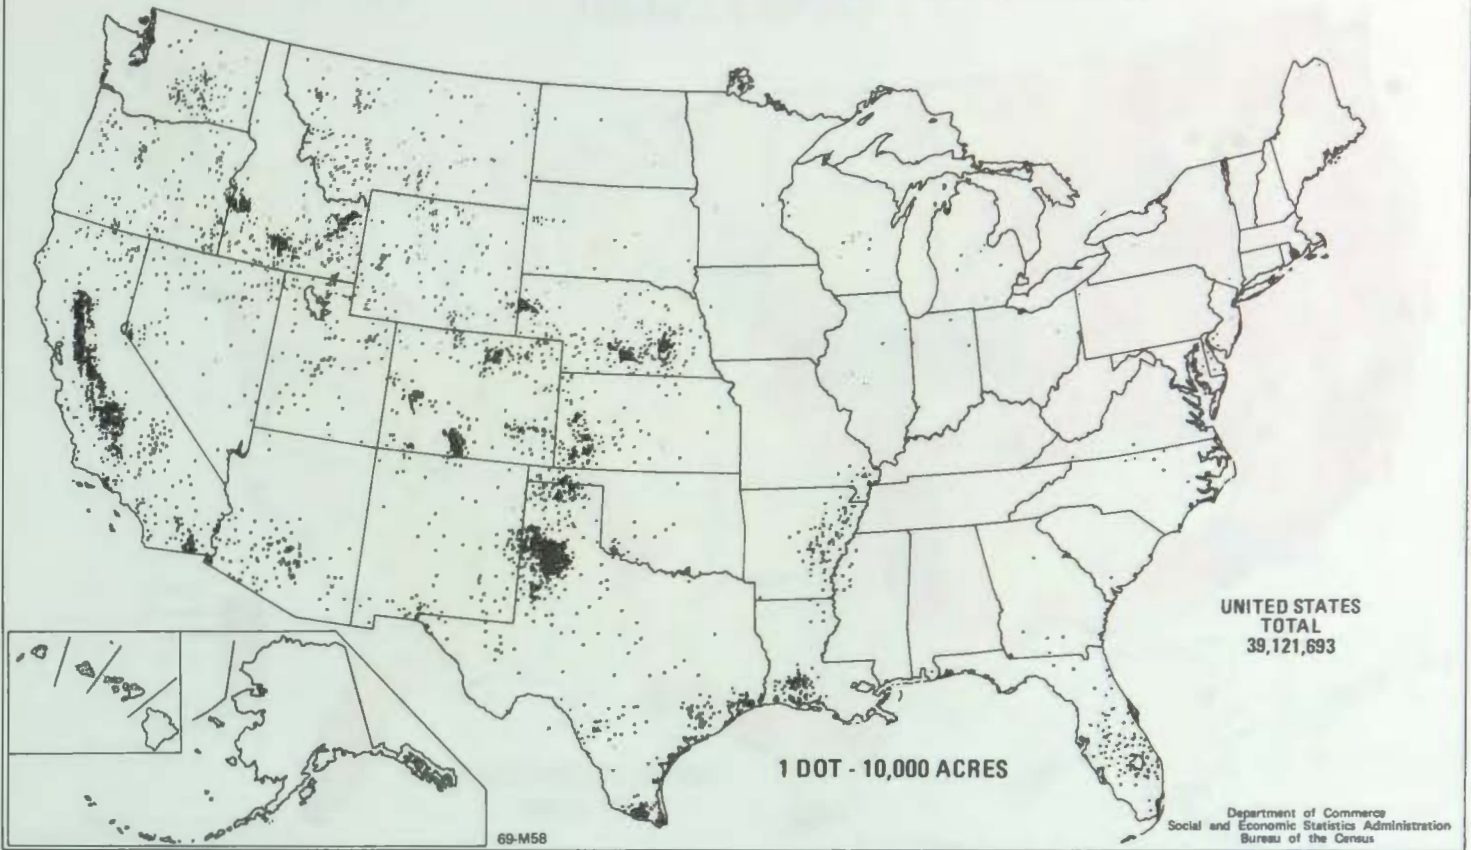 UNITED STATES
TOTAL
39,121,693
1 DOT - 10,000 ACRES
69-M58
Department of Commerce
Social and Economic Statistics Administration
Bureau of the Census